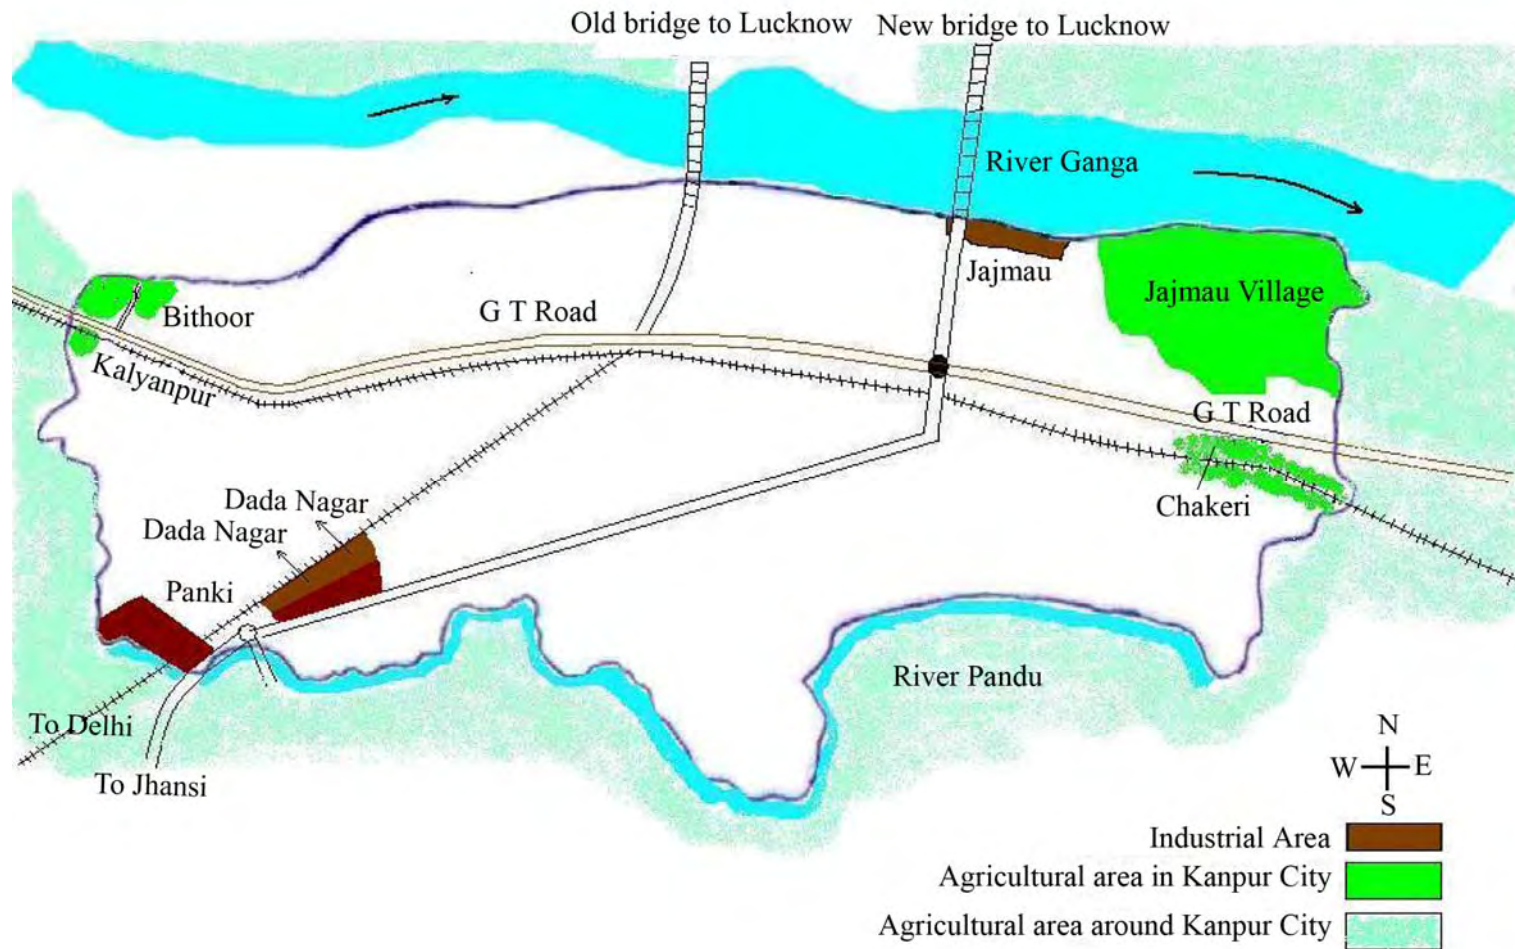 Old bridge to Lucknow
New bridge to Lucknow
River Ganga
Jajmau
Jajmau Village
Bithoor
G T Road
Kalyanpur
G T Road
Chakeri
Dada Nagar
Dada Nagar
Panki
River Pandu
To Delhi
To Jhansi
N
W E
S
Industrial Area
Agricultural area in Kanpur City
Agricultural area around Kanpur City